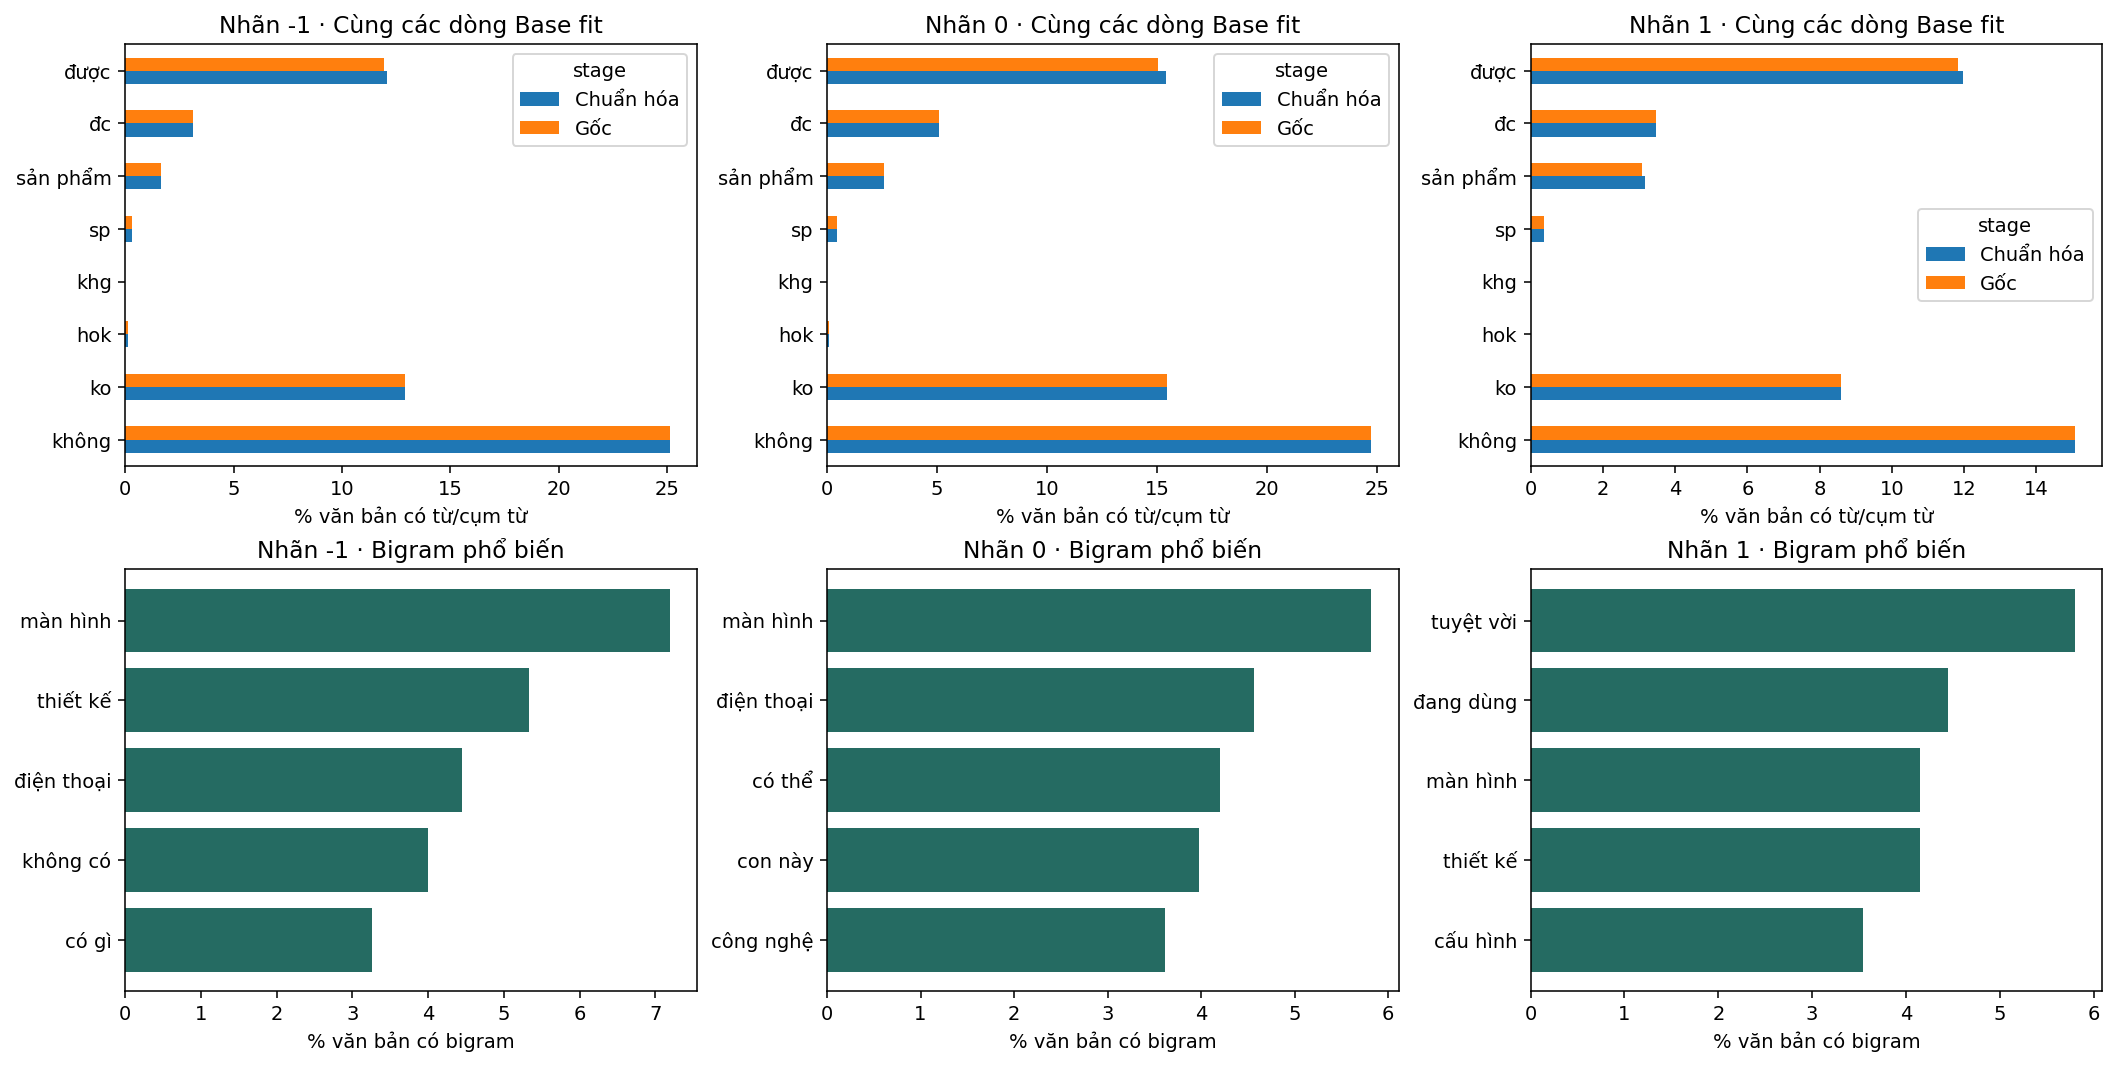 Nhãn -1 · Cùng các dòng Base fit
được
đc
sản phẩm
sp
khg
hok
ko
không
stage
Chuẩn hóa
Gốc
0 5 10 15 20 25
% văn bản có từ/cụm từ
Nhãn 0 · Cùng các dòng Base fit
được
đc
sản phẩm
sp
khg
hok
ko
không
stage
Chuẩn hóa
Gốc
0 5 10 15 20 25
% văn bản có từ/cụm từ
Nhãn 1 · Cùng các dòng Base fit
được
đc
sản phẩm
sp
khg
hok
ko
không
stage
Chuẩn hóa
Gốc
0 2 4 6 8 10 12 14
% văn bản có từ/cụm từ
Nhãn -1 · Bigram phổ biến
màn hình
thiết kế
điện thoại
không có
có gì
0 1 2 3 4 5 6 7
% văn bản có bigram
Nhãn 0 · Bigram phổ biến
màn hình
điện thoại
có thể
con này
công nghệ
0 1 2 3 4 5 6
% văn bản có bigram
Nhãn 1 · Bigram phổ biến
tuyệt vời
đang dùng
màn hình
thiết kế
cấu hình
0 1 2 3 4 5 6
% văn bản có bigram